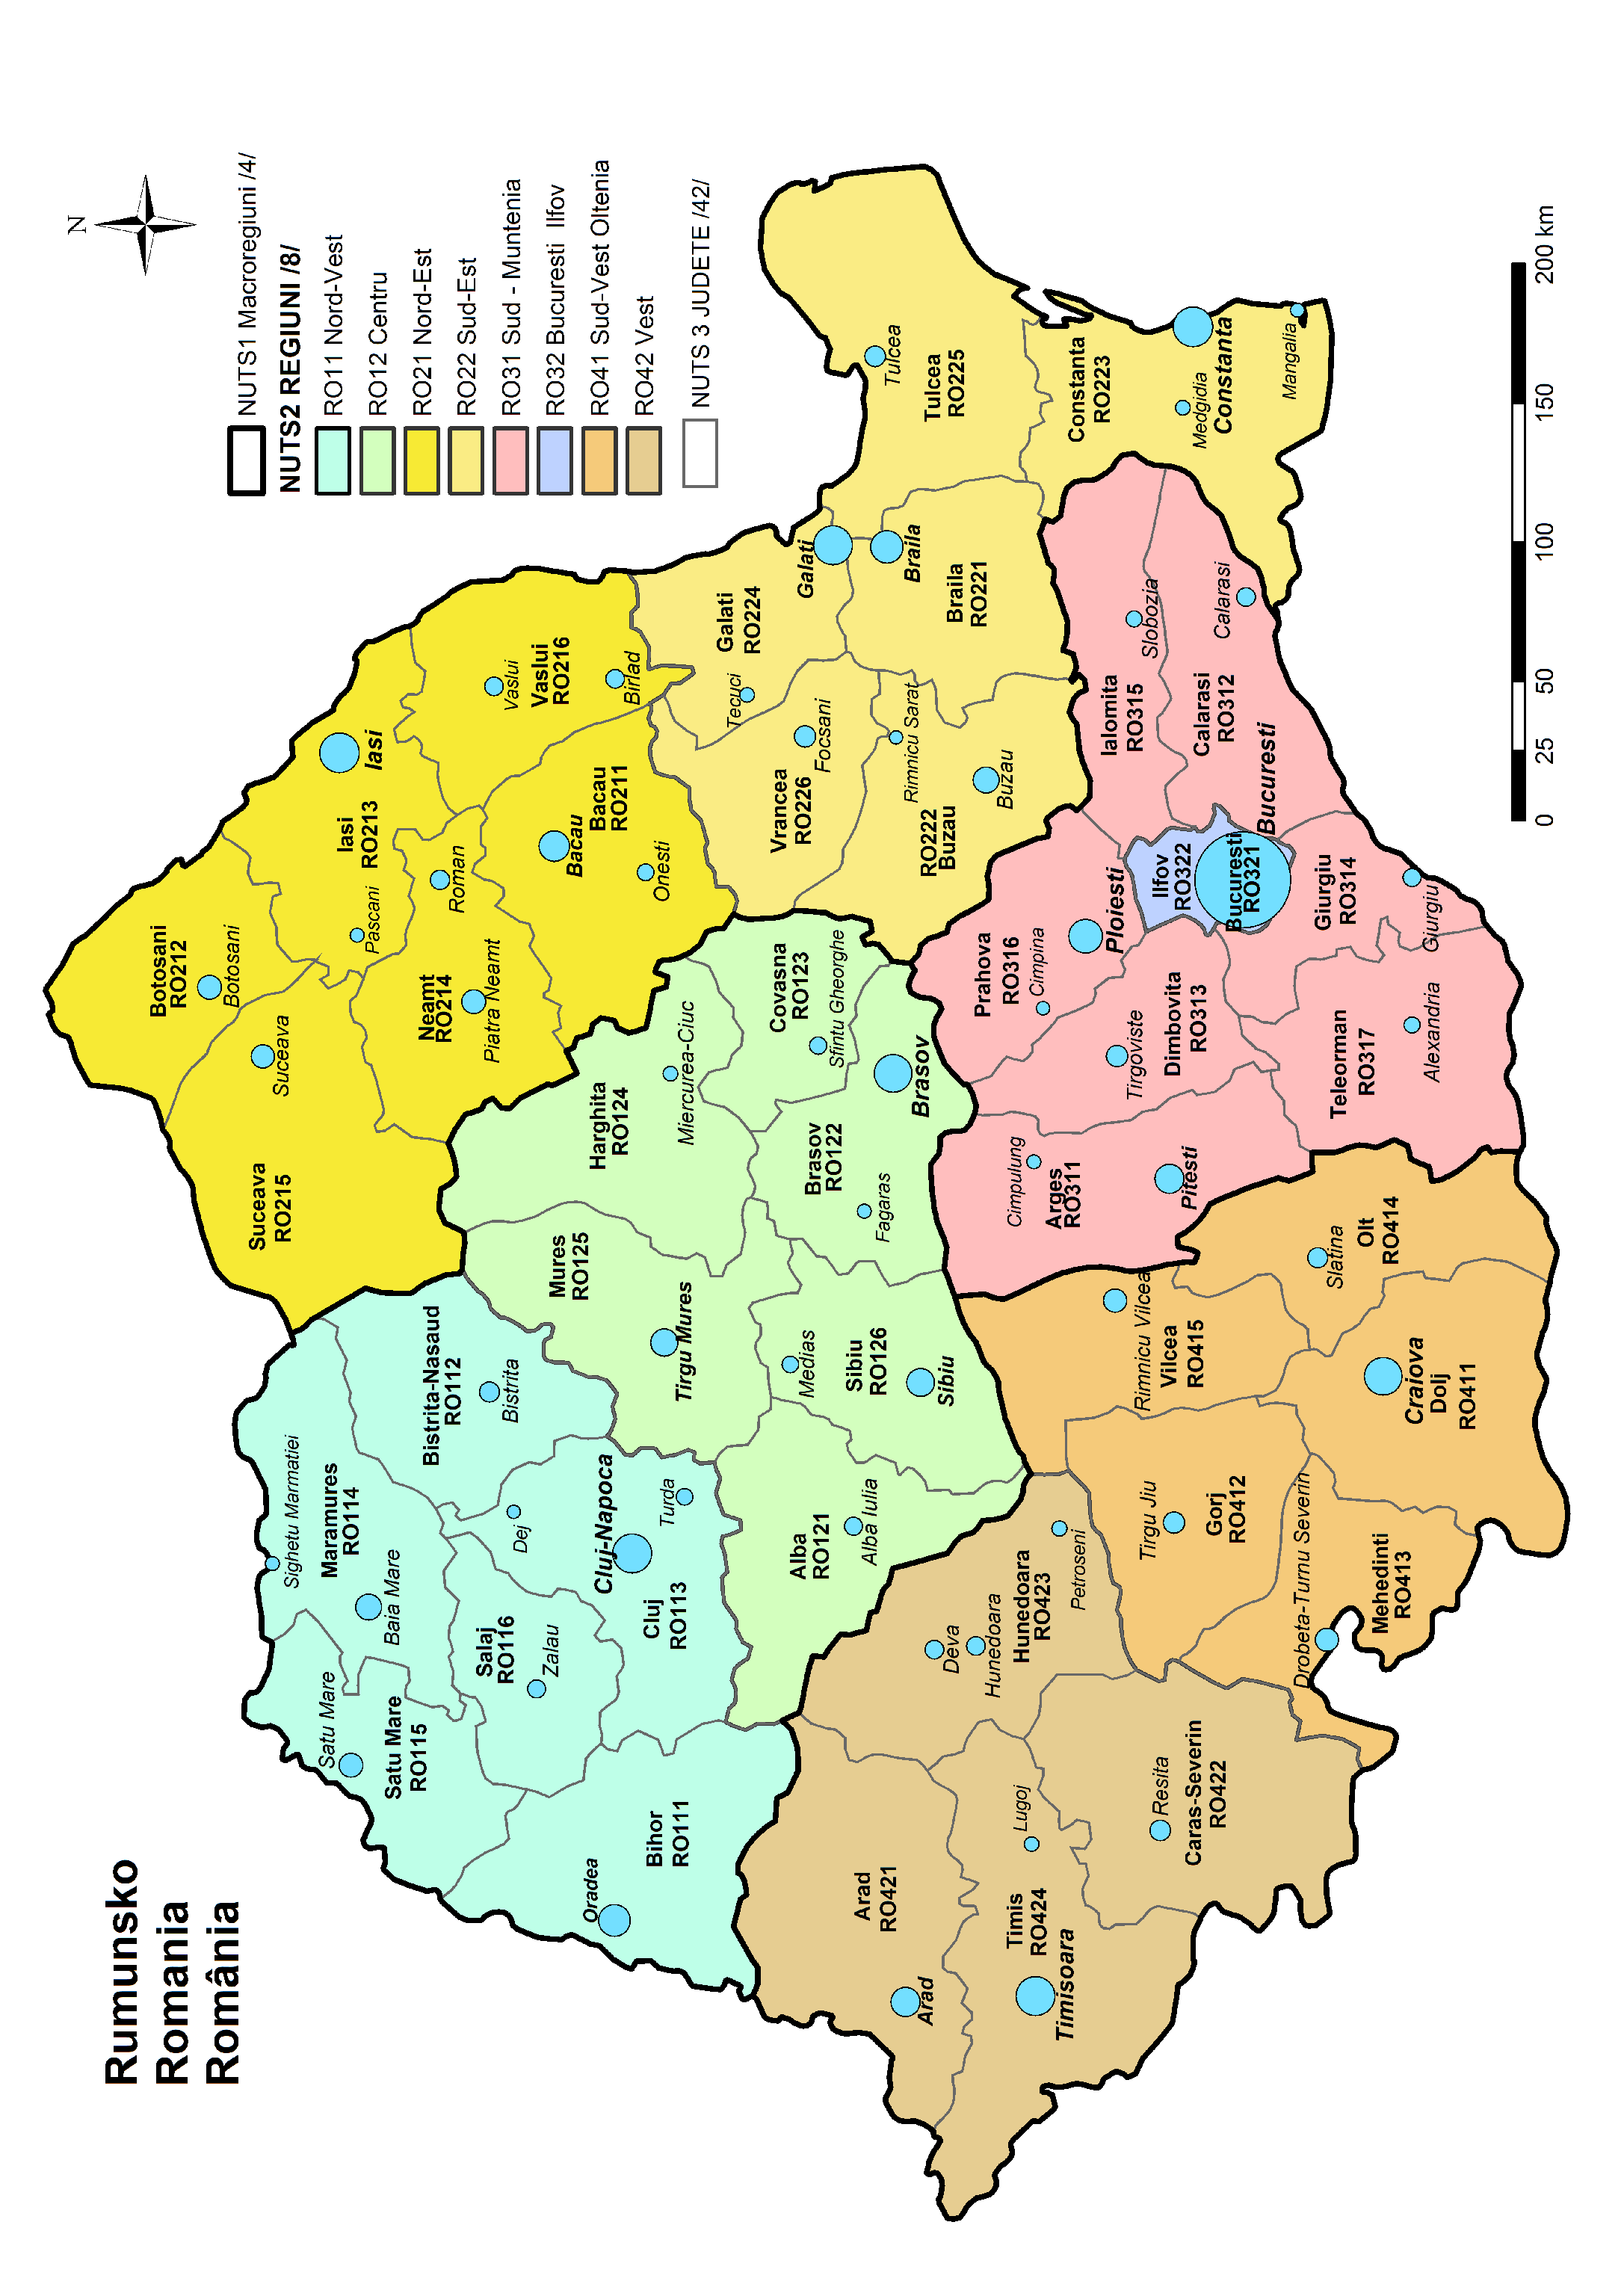 Rumunsko
Romania
România
N
NUTS1 Macroregiuni /4/
NUTS2 REGIUNI /8/
RO11 Nord-Vest
RO12 Centru
RO21 Nord-Est
RO22 Sud-Est
RO31 Sud - Muntenia
RO32 Bucuresti Ilfov
RO41 Sud-Vest Oltenia
RO42 Vest
NUTS 3 JUDETE /42/
Botosani
RO212
Botosani
Suceava
Suceava
RO215
Iasi
Iasi
RO213
Pascani
Neamt
RO214
Piatra Neamt
Roman
Vaslui
Vaslui
RO216
Birlad
Bacau
Bacau
RO211
Onesti
Sighetu Marmatiei
Maramures
RO114
Baia Mare
Satu Mare
Satu Mare
RO115
Bistrita-Nasaud
RO112
Bistrita
Dej
Salaj
RO116
Zalau
Cluj-Napoca
Cluj
RO113
Turda
Oradea
Bihor
RO111
Mures
RO125
Tirgu Mures
Harghita
RO124
Miercurea-Ciuc
Covasna
RO123
Sfintu Gheorghe
Brasov
RO122
Brasov
Fagaras
Medias
Sibiu
RO126
Sibiu
Alba
RO121
Alba Iulia
Galati
RO224
Galati
Tecuci
Vrancea
RO226
Focsani
Rimnicu Sarat
RO222
Buzau
Buzau
Braila
Braila
RO221
Tulcea
Tulcea
RO225
Constanta
RO223
Medgidia
Constanta
Mangalia
Arad
RO421
Arad
Timis
RO424
Timisoara
Lugoj
Deva
Hunedoara
Hunedoara
RO423
Petroseni
Resita
Caras-Severin
RO422
Tirgu Jiu
Gorj
RO412
Drobeta-Turnu Severin
Mehedinti
RO413
Rimnicu Vilcea
Vilcea
RO415
Craiova
Dolj
RO411
Slatina
Olt
RO414
Cimpulung
Arges
RO311
Pitesti
Prahova
RO316
Cimpina
Ploiesti
Tirgoviste
Dimbovita
RO313
Ialomita
RO315
Slobozia
Calarasi
RO312
Calarasi
Ilfov
RO322
Bucuresti
RO321
Bucuresti
Giurgiu
RO314
Giurgiu
Teleorman
RO317
Alexandria
0 25 50 100 150 200 km